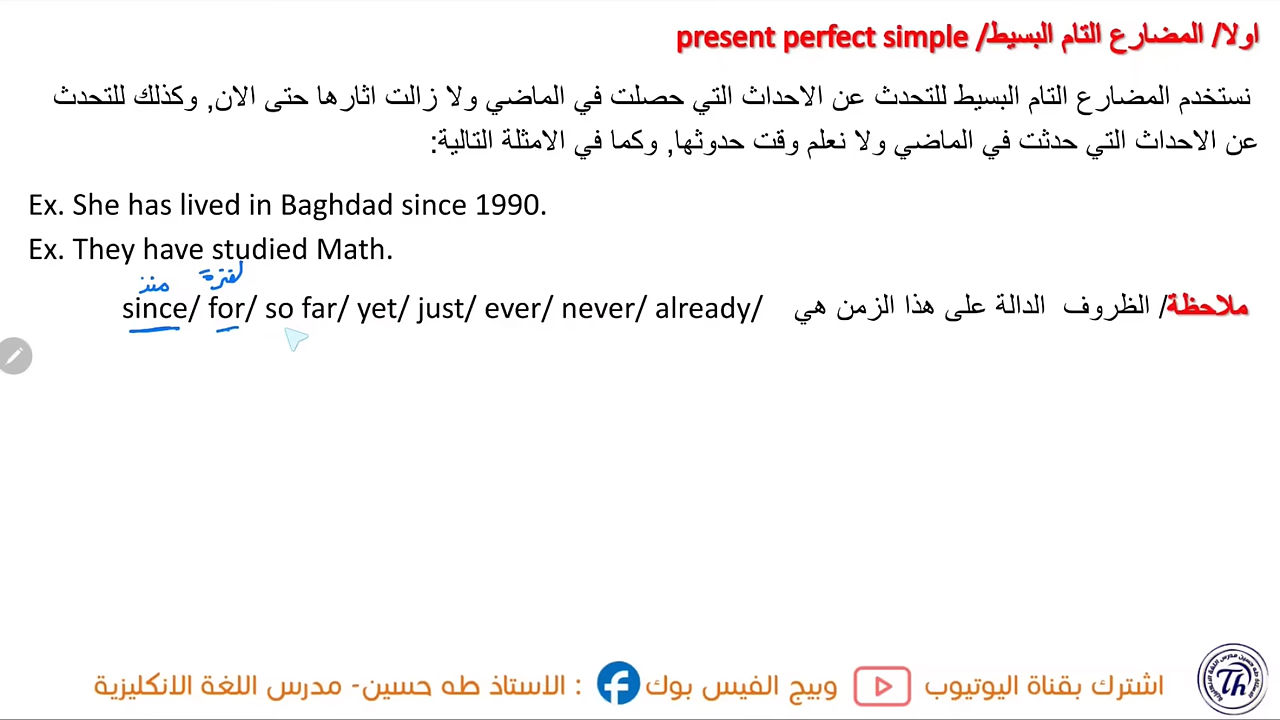 اولا/ المضارع التام البسيط/ present perfect simple
نستخدم المضارع التام البسيط للتحدث عن الاحداث التي حصلت في الماضي ولا زالت اثارها حتى الان, وكذلك للتحدث
عن الاحداث التي حدثت في الماضي ولا نعلم وقت حدوثها, وكما في الامثلة التالية:
Ex. She has lived in Baghdad since 1990.
Ex. They have studied Math.
منذ لفترة
ملاحظة/ الظروف الدالة على هذا الزمن هي since/ for/ so far/ yet/ just/ ever/ never/ already/
اشترك بقناة اليوتيوب وبيج الفيس بوك : الاستاذ طه حسين- مدرس اللغة الانكليزية
Th